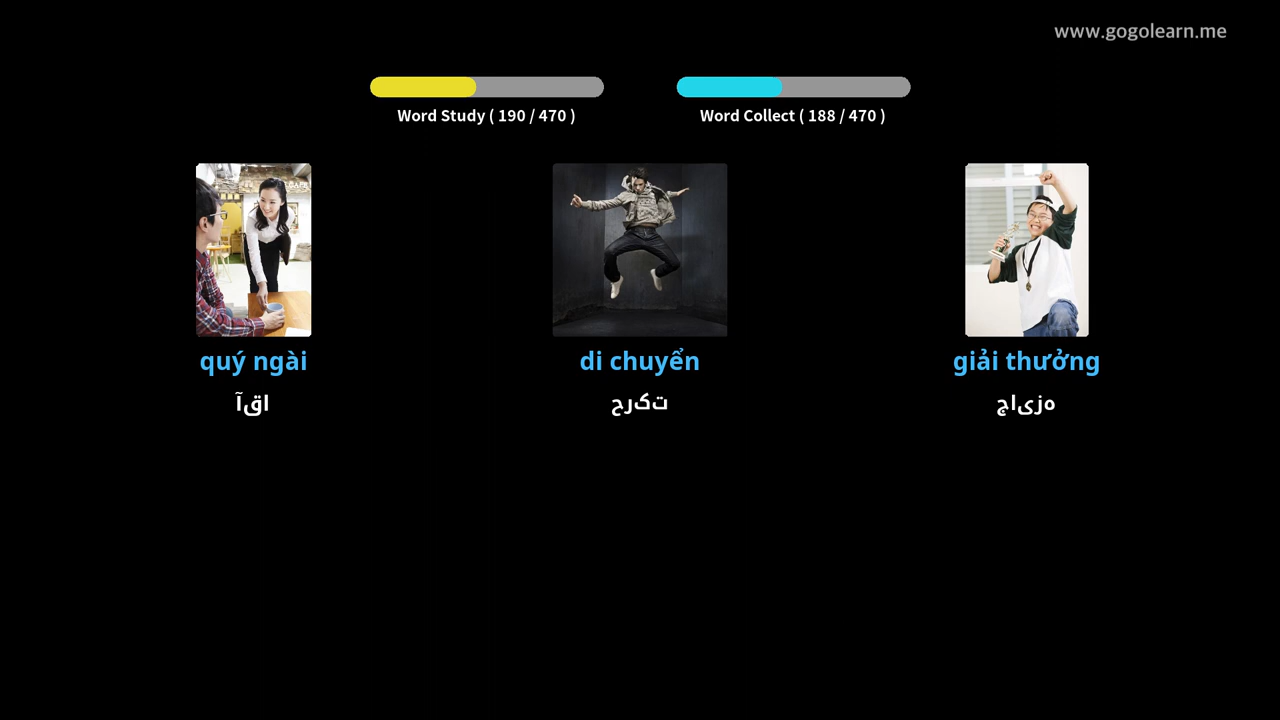 www.gogolearn.me
Word Study ( 190 / 470 )
Word Collect ( 188 / 470 )
quý ngài
di chuyển
giải thưởng
آقا
حرکت
جایزه